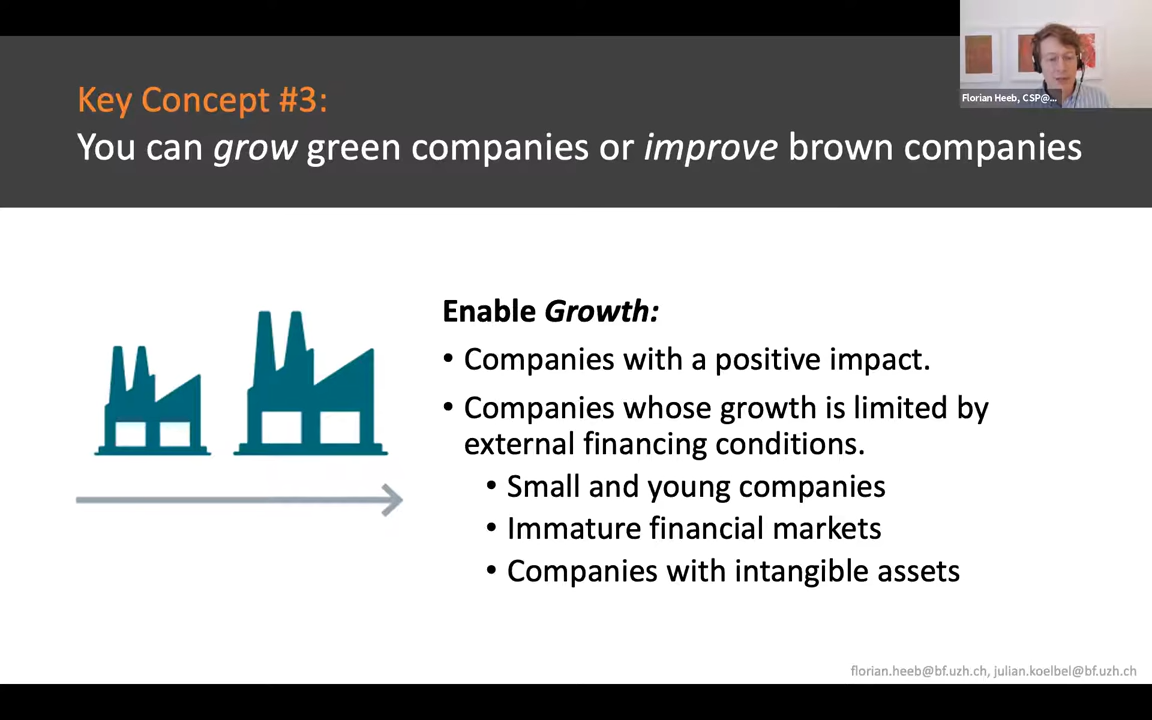 Florian Heeb, CSP@...
Key Concept #3:
You can grow green companies or improve brown companies
Enable Growth:
• Companies with a positive impact.
• Companies whose growth is limited by
external financing conditions.
• Small and young companies
• Immature financial markets
• Companies with intangible assets
florian.heeb@bf.uzh.ch, julian.koelbel@bf.uzh.ch